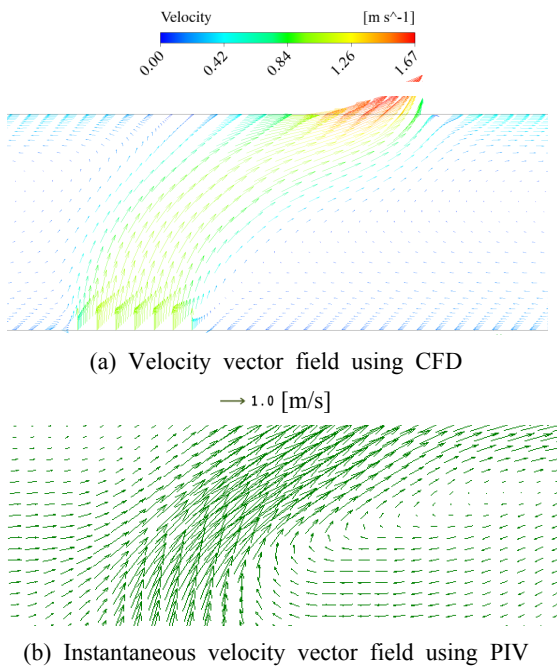 Velocity [m s^-1]
0.00 0.42 0.84 1.26 1.67
(a) Velocity vector field using CFD
1.0 [m/s]
(b) Instantaneous velocity vector field using PIV